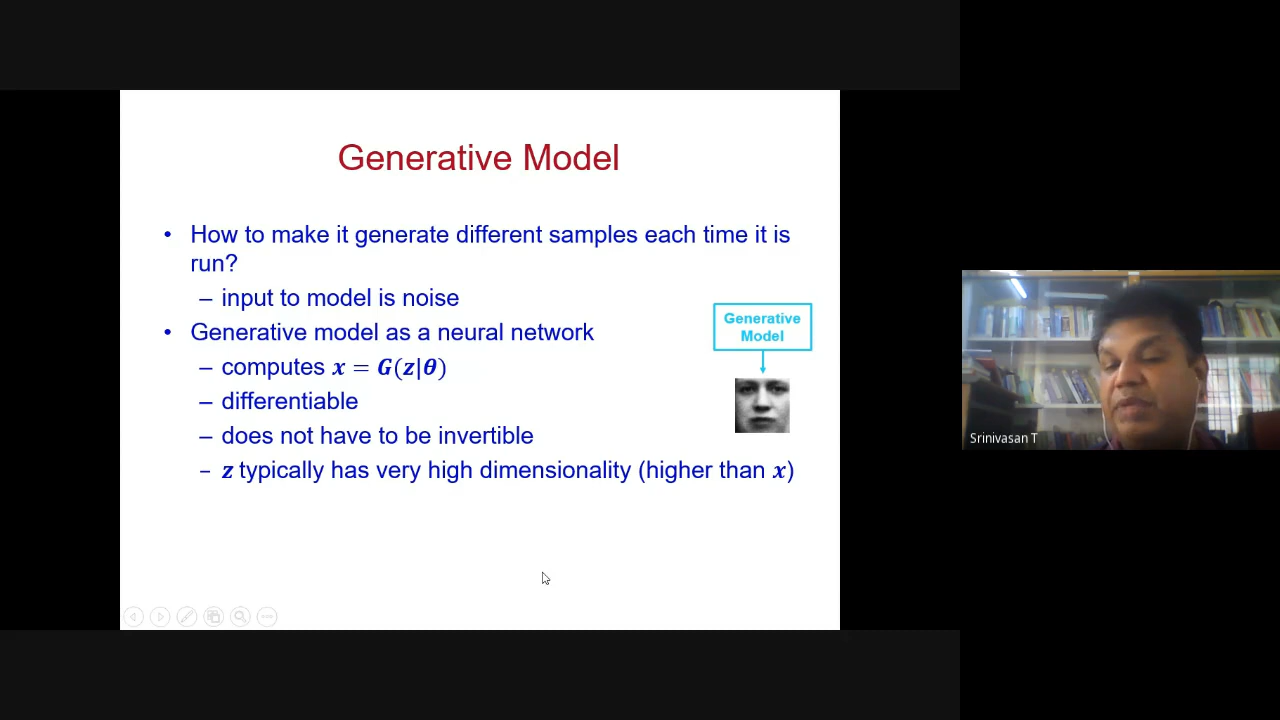 Generative Model
• How to make it generate different samples each time it is
run?
– input to model is noise
• Generative model as a neural network
– computes x = G(z|θ)
– differentiable
– does not have to be invertible
– z typically has very high dimensionality (higher than x)
Generative
Model
Srinivasan T